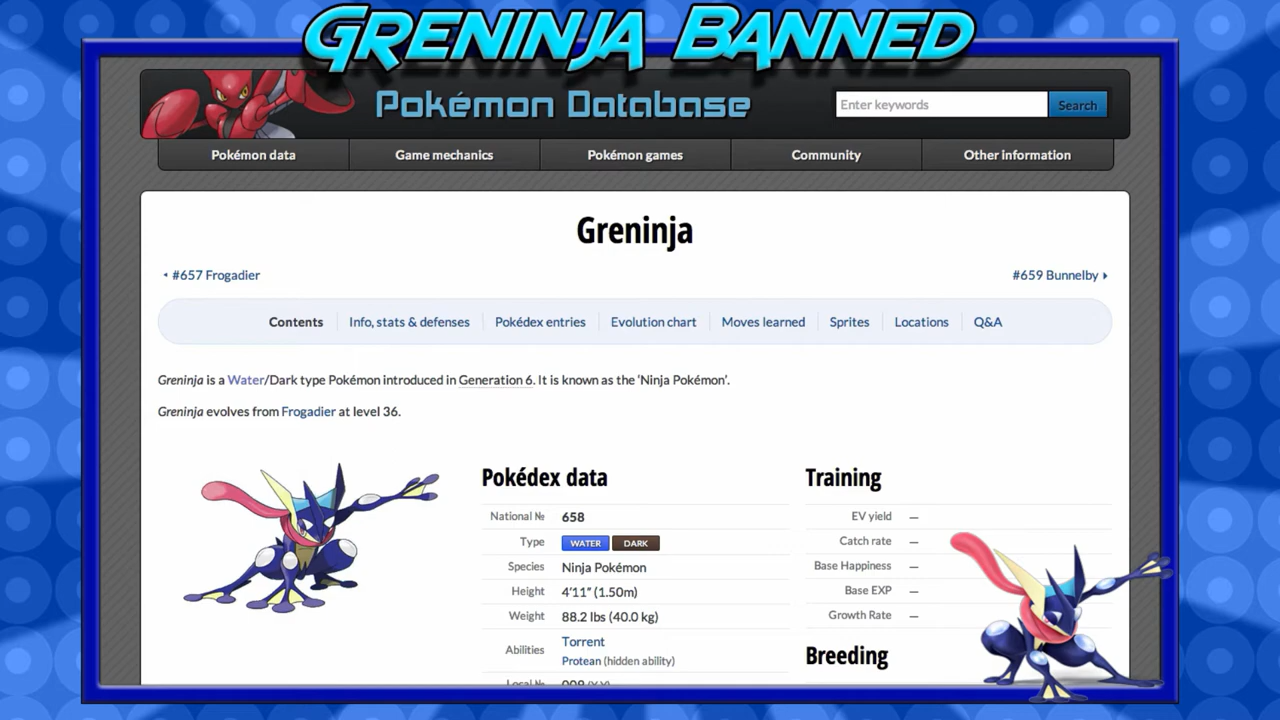 GRENINJA BANNED
Pokémon Database
Enter keywords Search
Pokémon data Game mechanics Pokémon games Community Other information
Greninja
#657 Frogadier #659 Bunnelby
Contents Info, stats & defenses Pokédex entries Evolution chart Moves learned Sprites Locations Q&A
Greninja is a Water/Dark type Pokémon introduced in Generation 6. It is known as the ‘Ninja Pokémon’.
Greninja evolves from Frogadier at level 36.
Pokédex data
National № 658
Type WATER DARK
Species Ninja Pokémon
Height 4′11″ (1.50m)
Weight 88.2 lbs (40.0 kg)
Abilities Torrent
Protean (hidden ability)
Local № 009 (X,Y)
Training
EV yield —
Catch rate —
Base Happiness —
Base EXP —
Growth Rate —
Breeding